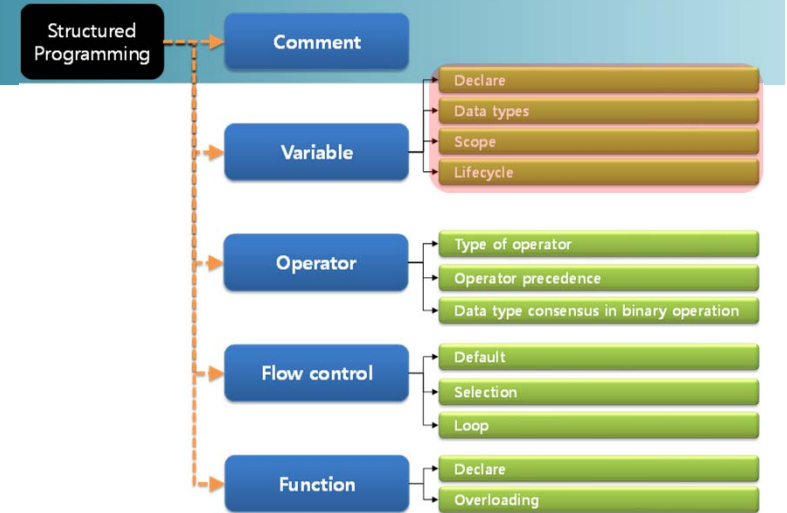 Structured
Programming
Comment
Variable
Declare
Data types
Scope
Lifecycle
Operator
Type of operator
Operator precedence
Data type consensus in binary operation
Flow control
Default
Selection
Loop
Function
Declare
Overloading